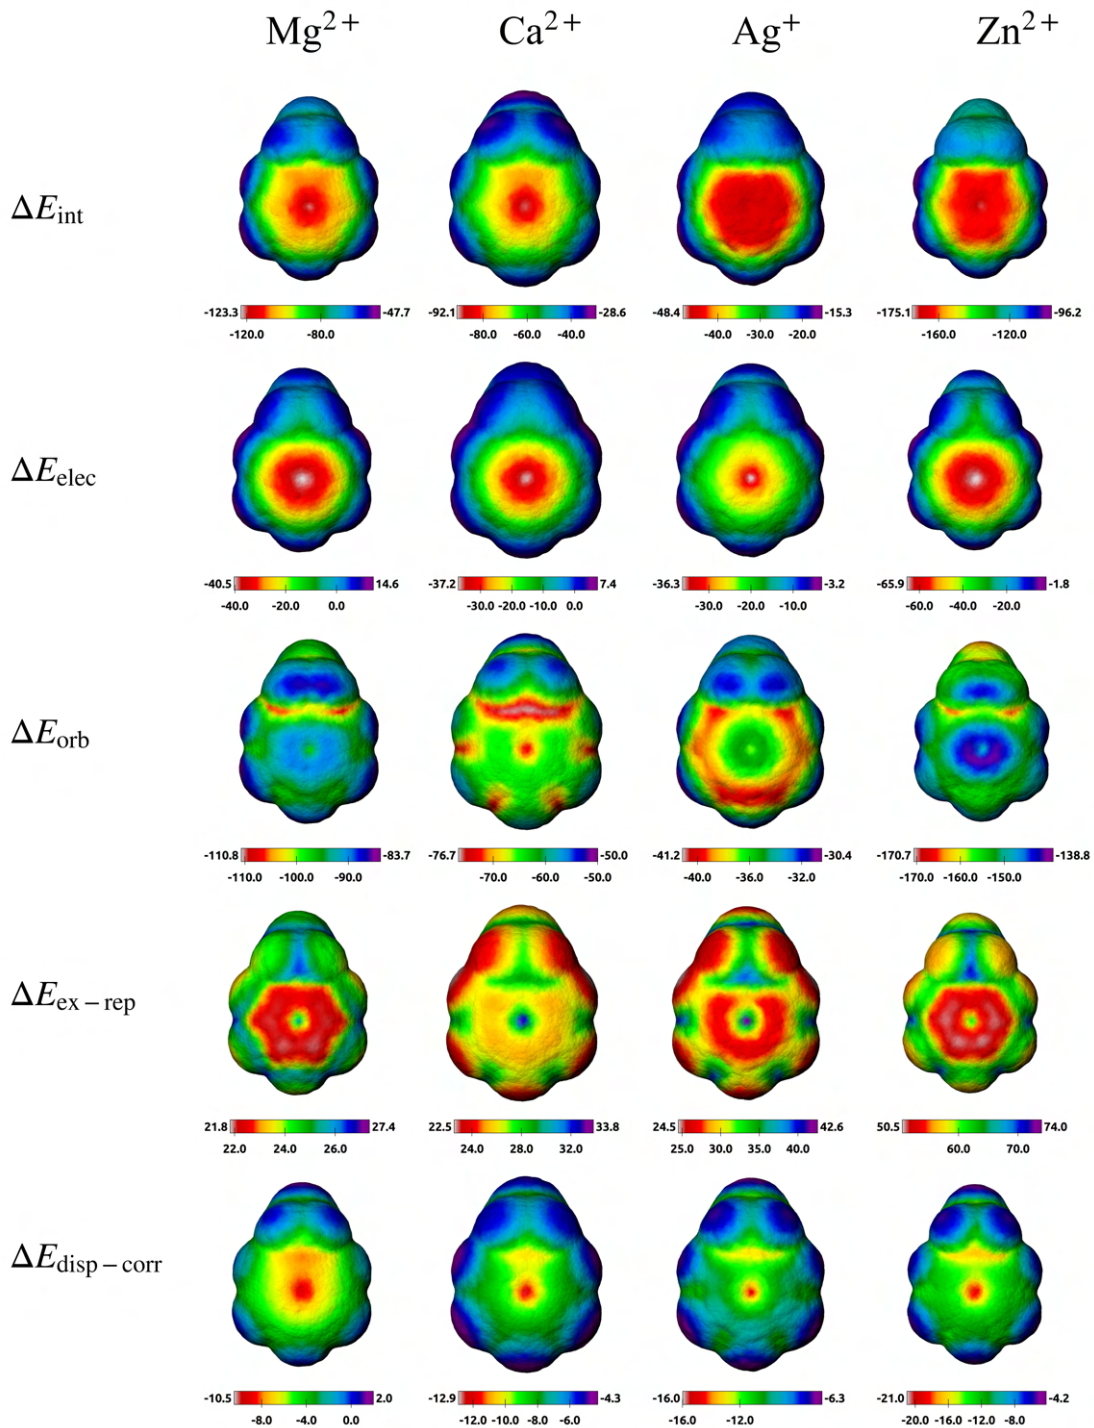 Mg²⁺ Ca²⁺ Ag⁺ Zn²⁺
ΔE_int
-123.3 -47.7 -92.1 -28.6 -48.4 -15.3 -175.1 -96.2
-120.0 -80.0 -80.0 -60.0 -40.0 -40.0 -30.0 -20.0 -160.0 -120.0
ΔE_elec
-40.5 14.6 -37.2 7.4 -36.3 -3.2 -65.9 -1.8
-40.0 -20.0 0.0 -30.0 -20.0 -10.0 0.0 -30.0 -20.0 -10.0 -60.0 -40.0 -20.0
ΔE_orb
-110.8 -83.7 -76.7 -50.0 -41.2 -30.4 -170.7 -138.8
-110.0 -100.0 -90.0 -70.0 -60.0 -50.0 -40.0 -36.0 -32.0 -170.0 -160.0 -150.0
ΔE_ex – rep
21.8 27.4 22.5 33.8 24.5 42.6 50.5 74.0
22.0 24.0 26.0 24.0 28.0 32.0 25.0 30.0 35.0 40.0 60.0 70.0
ΔE_disp – corr
-10.5 2.0 -12.9 -4.3 -16.0 -6.3 -21.0 -4.2
-8.0 -4.0 0.0 -12.0 -10.0 -8.0 -6.0 -16.0 -12.0 -20.0 -16.0 -12.0 -8.0